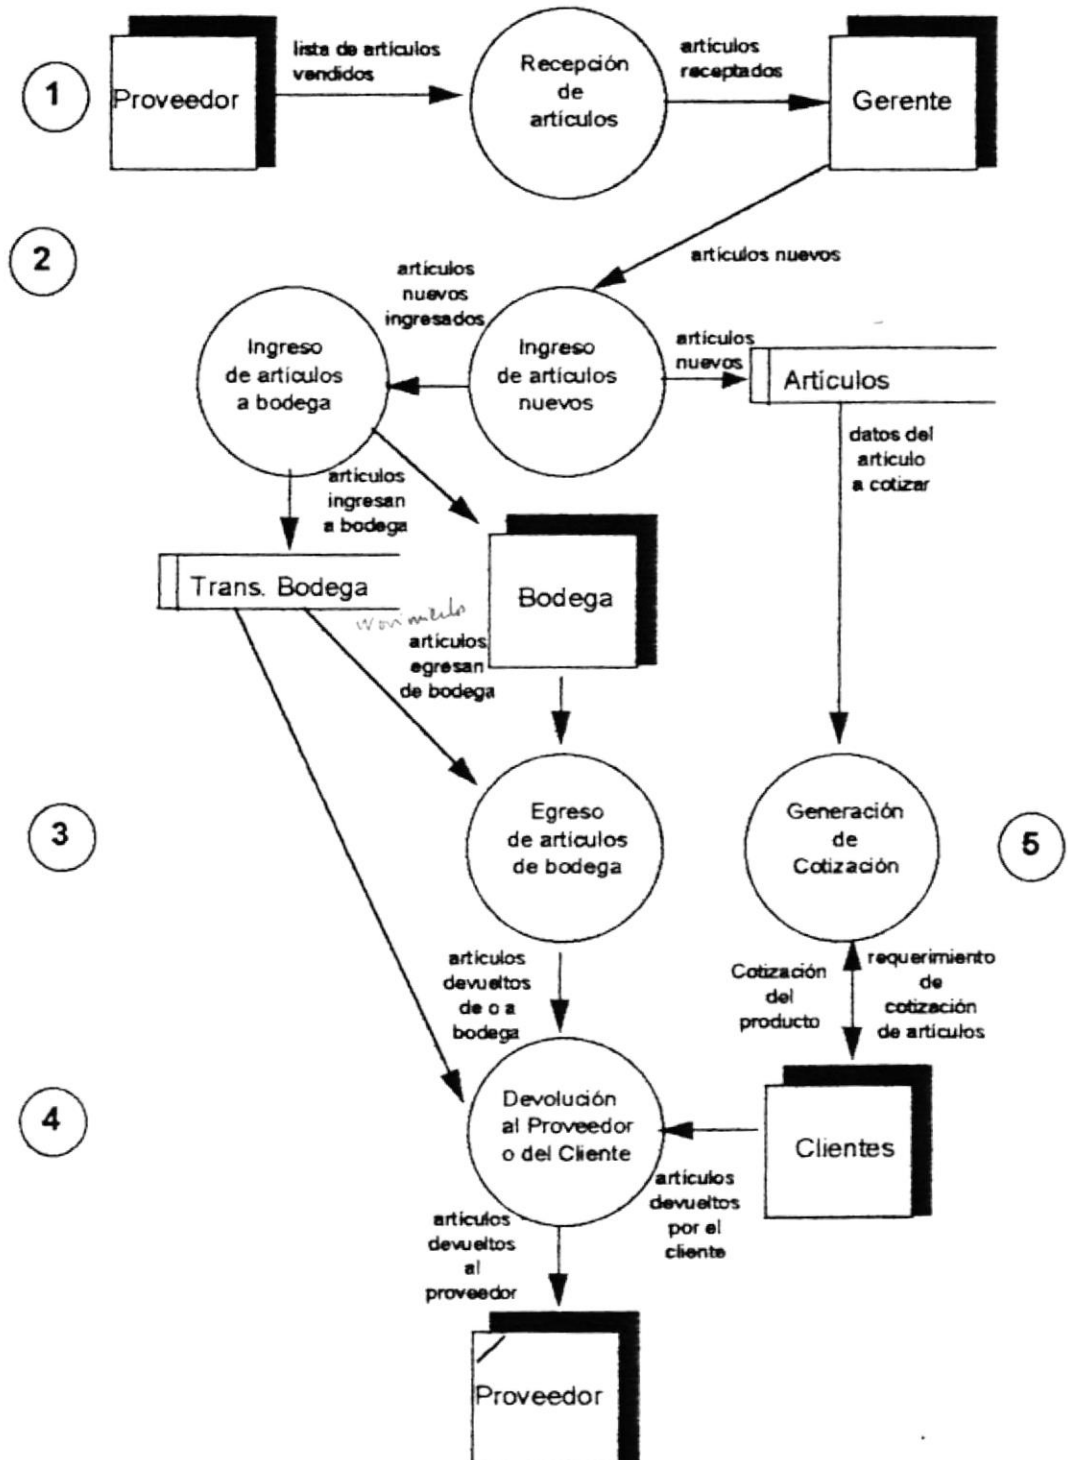 1
Proveedor
lista de artículos
vendidos
Recepción
de
artículos
artículos
receptados
Gerente
2
artículos nuevos
artículos
nuevos
ingresados
Ingreso
de artículos
a bodega
Ingreso
de artículos
nuevos
artículos
nuevos
Artículos
datos del
artículo
a cotizar
artículos
ingresan
a bodega
Trans. Bodega
Bodega
artículos
egresan
de bodega
3
Egreso
de artículos
de bodega
Generación
de
Cotización
5
artículos
devueltos
de o a
bodega
Cotización
del
producto
requerimiento
de
cotización
de artículos
4
Devolución
al Proveedor
o del Cliente
Clientes
artículos
devueltos
por el
cliente
artículos
devueltos
al
proveedor
Proveedor